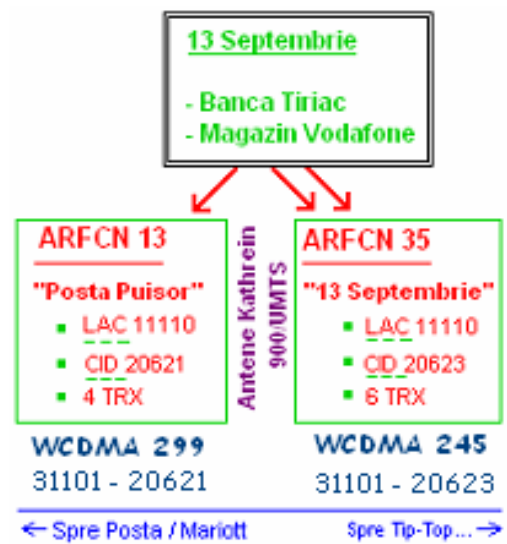 13 Septembrie
- Banca Tiriac
- Magazin Vodafone
ARFCN 13
"Posta Puisor"
▪ LAC 11110
▪ CID 20621
▪ 4 TRX
WCDMA 299
31101 - 20621
Antene Kathrein
900/UMTS
ARFCN 35
"13 Septembrie"
▪ LAC 11110
▪ CID 20623
▪ 6 TRX
WCDMA 245
31101 - 20623
← Spre Posta / Mariott
Spre Tip-Top... →